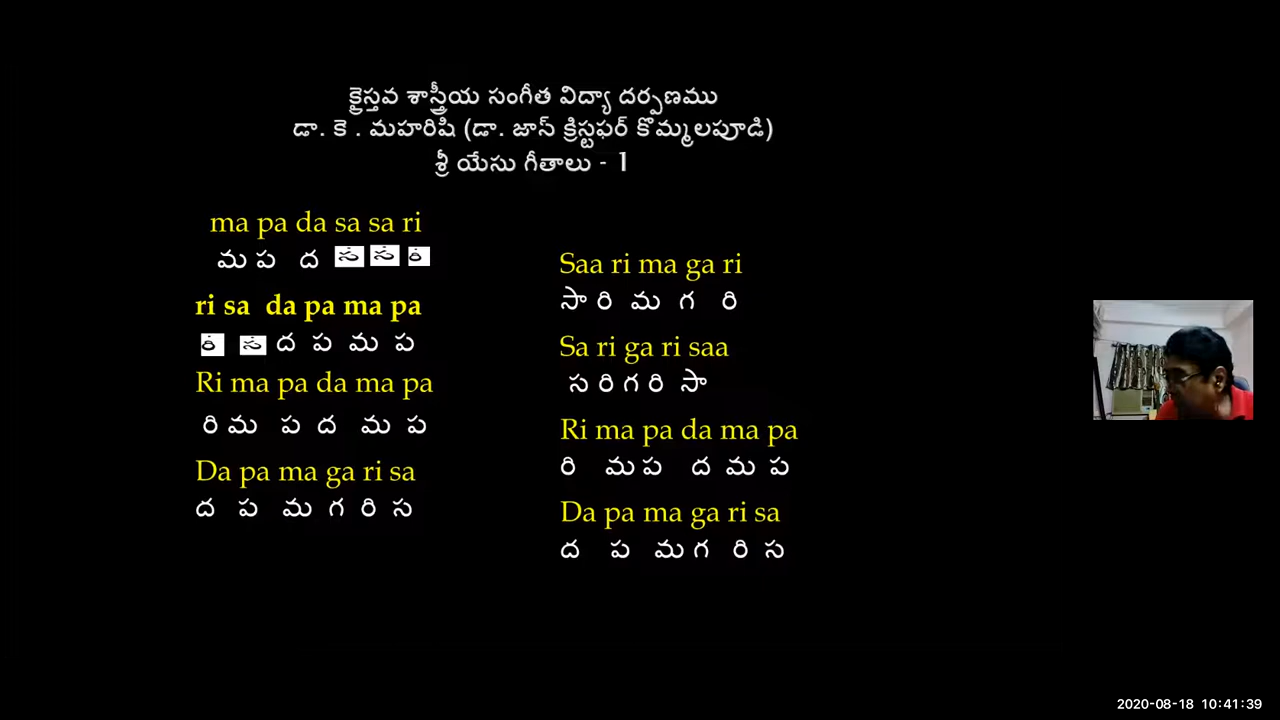 క్రైస్తవ శాస్త్రీయ సంగీత విద్యా దర్పణము
డా. కె . మహరిషి (డా. జాస్ క్రిస్టఫర్ కొమ్మలపూడి)
శ్రీ యేసు గీతాలు - 1
ma pa da sa sa ri
మ ప ద స స రి
ri sa da pa ma pa
రి స ద ప మ ప
Ri ma pa da ma pa
రి మ ప ద మ ప
Da pa ma ga ri sa
ద ప మ గ రి స
Saa ri ma ga ri
సా రి మ గ రి
Sa ri ga ri saa
స రి గ రి సా
Ri ma pa da ma pa
రి మ ప ద మ ప
Da pa ma ga ri sa
ద ప మ గ రి స
2020-08-18 10:41:39